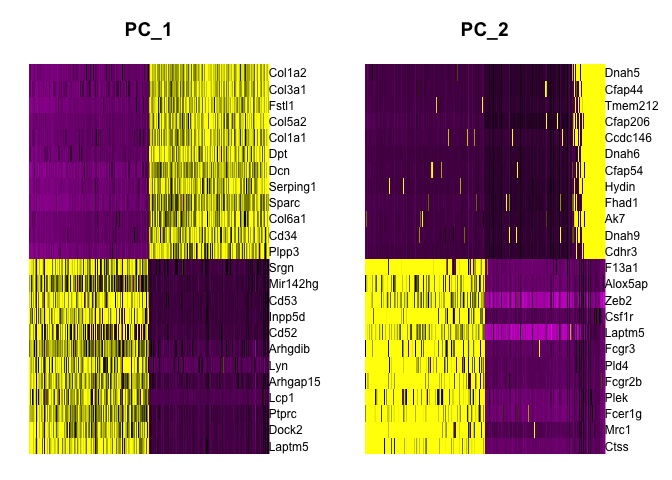 PC_1
Col1a2
Col3a1
Fstl1
Col5a2
Col1a1
Dpt
Dcn
Serping1
Sparc
Col6a1
Cd34
Plpp3
Srgn
Mir142hg
Cd53
Inpp5d
Cd52
Arhgdib
Lyn
Arhgap15
Lcp1
Ptprc
Dock2
Laptm5
PC_2
Dnah5
Cfap44
Tmem212
Cfap206
Ccdc146
Dnah6
Cfap54
Hydin
Fhad1
Ak7
Dnah9
Cdhr3
F13a1
Alox5ap
Zeb2
Csf1r
Laptm5
Fcgr3
Pld4
Fcgr2b
Plek
Fcer1g
Mrc1
Ctss